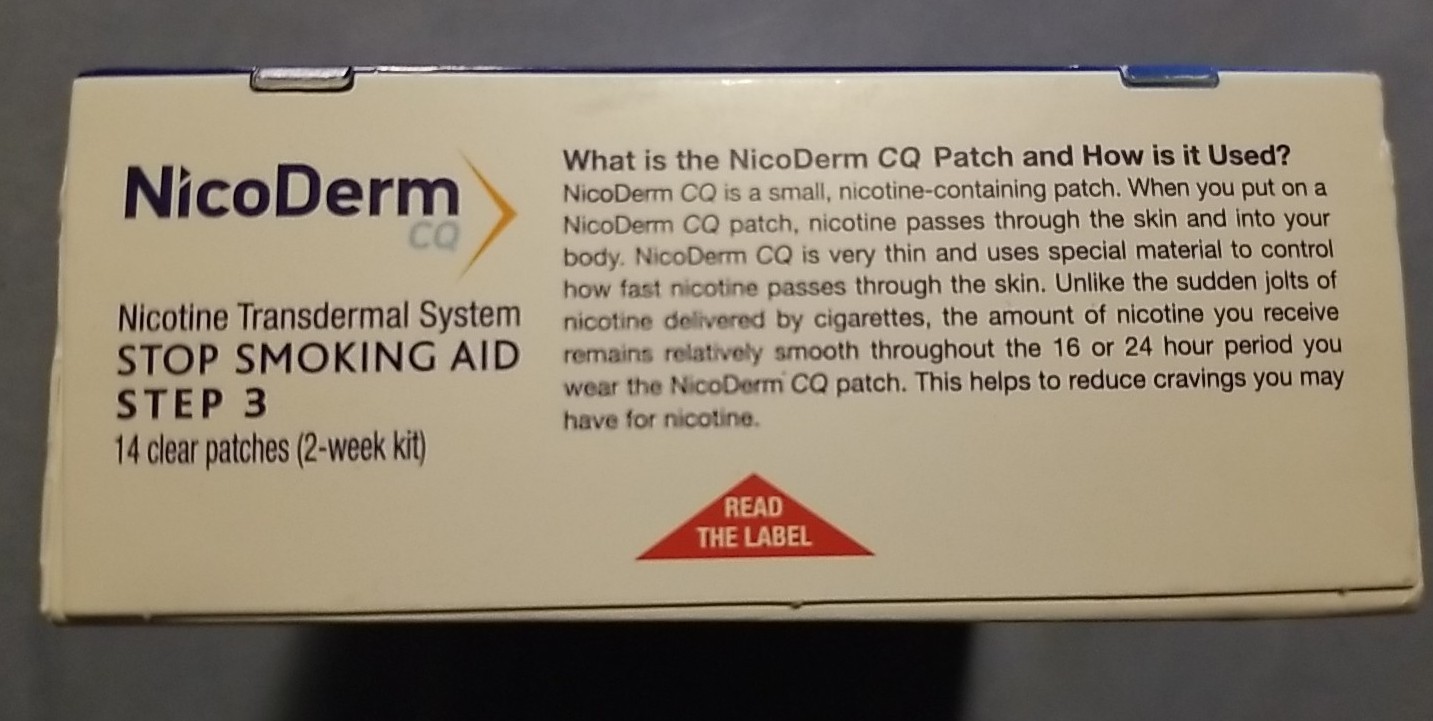 NicoDerm
CQ
Nicotine Transdermal System
STOP SMOKING AID
STEP 3
14 clear patches (2-week kit)
What is the NicoDerm CQ Patch and How is it Used?
NicoDerm CQ is a small, nicotine-containing patch. When you put on a
NicoDerm CQ patch, nicotine passes through the skin and into your
body. NicoDerm CQ is very thin and uses special material to control
how fast nicotine passes through the skin. Unlike the sudden jolts of
nicotine delivered by cigarettes, the amount of nicotine you receive
remains relatively smooth throughout the 16 or 24 hour period you
wear the NicoDerm CQ patch. This helps to reduce cravings you may
have for nicotine.
READ
THE LABEL